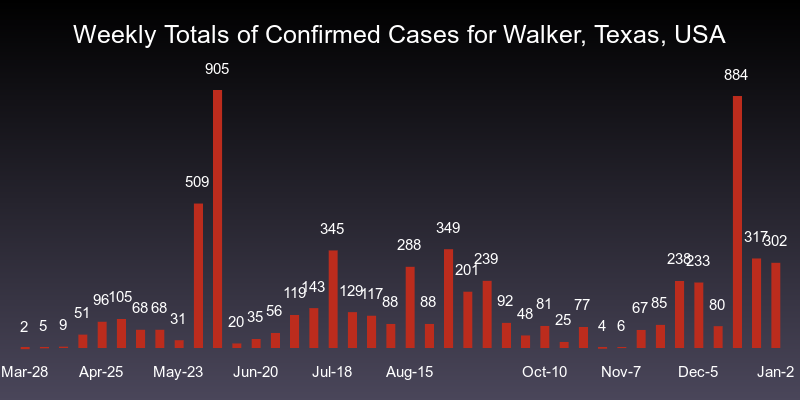 Weekly Totals of Confirmed Cases for Walker, Texas, USA
2 5 9 51 96 105 68 68 31 509 905 20 35 56 119 143 345 129 117 88 288 88 349 201 239 92 48 81 25 77 4 6 67 85 238 233 80 884 317 302
Mar-28 Apr-25 May-23 Jun-20 Jul-18 Aug-15 Oct-10 Nov-7 Dec-5 Jan-2